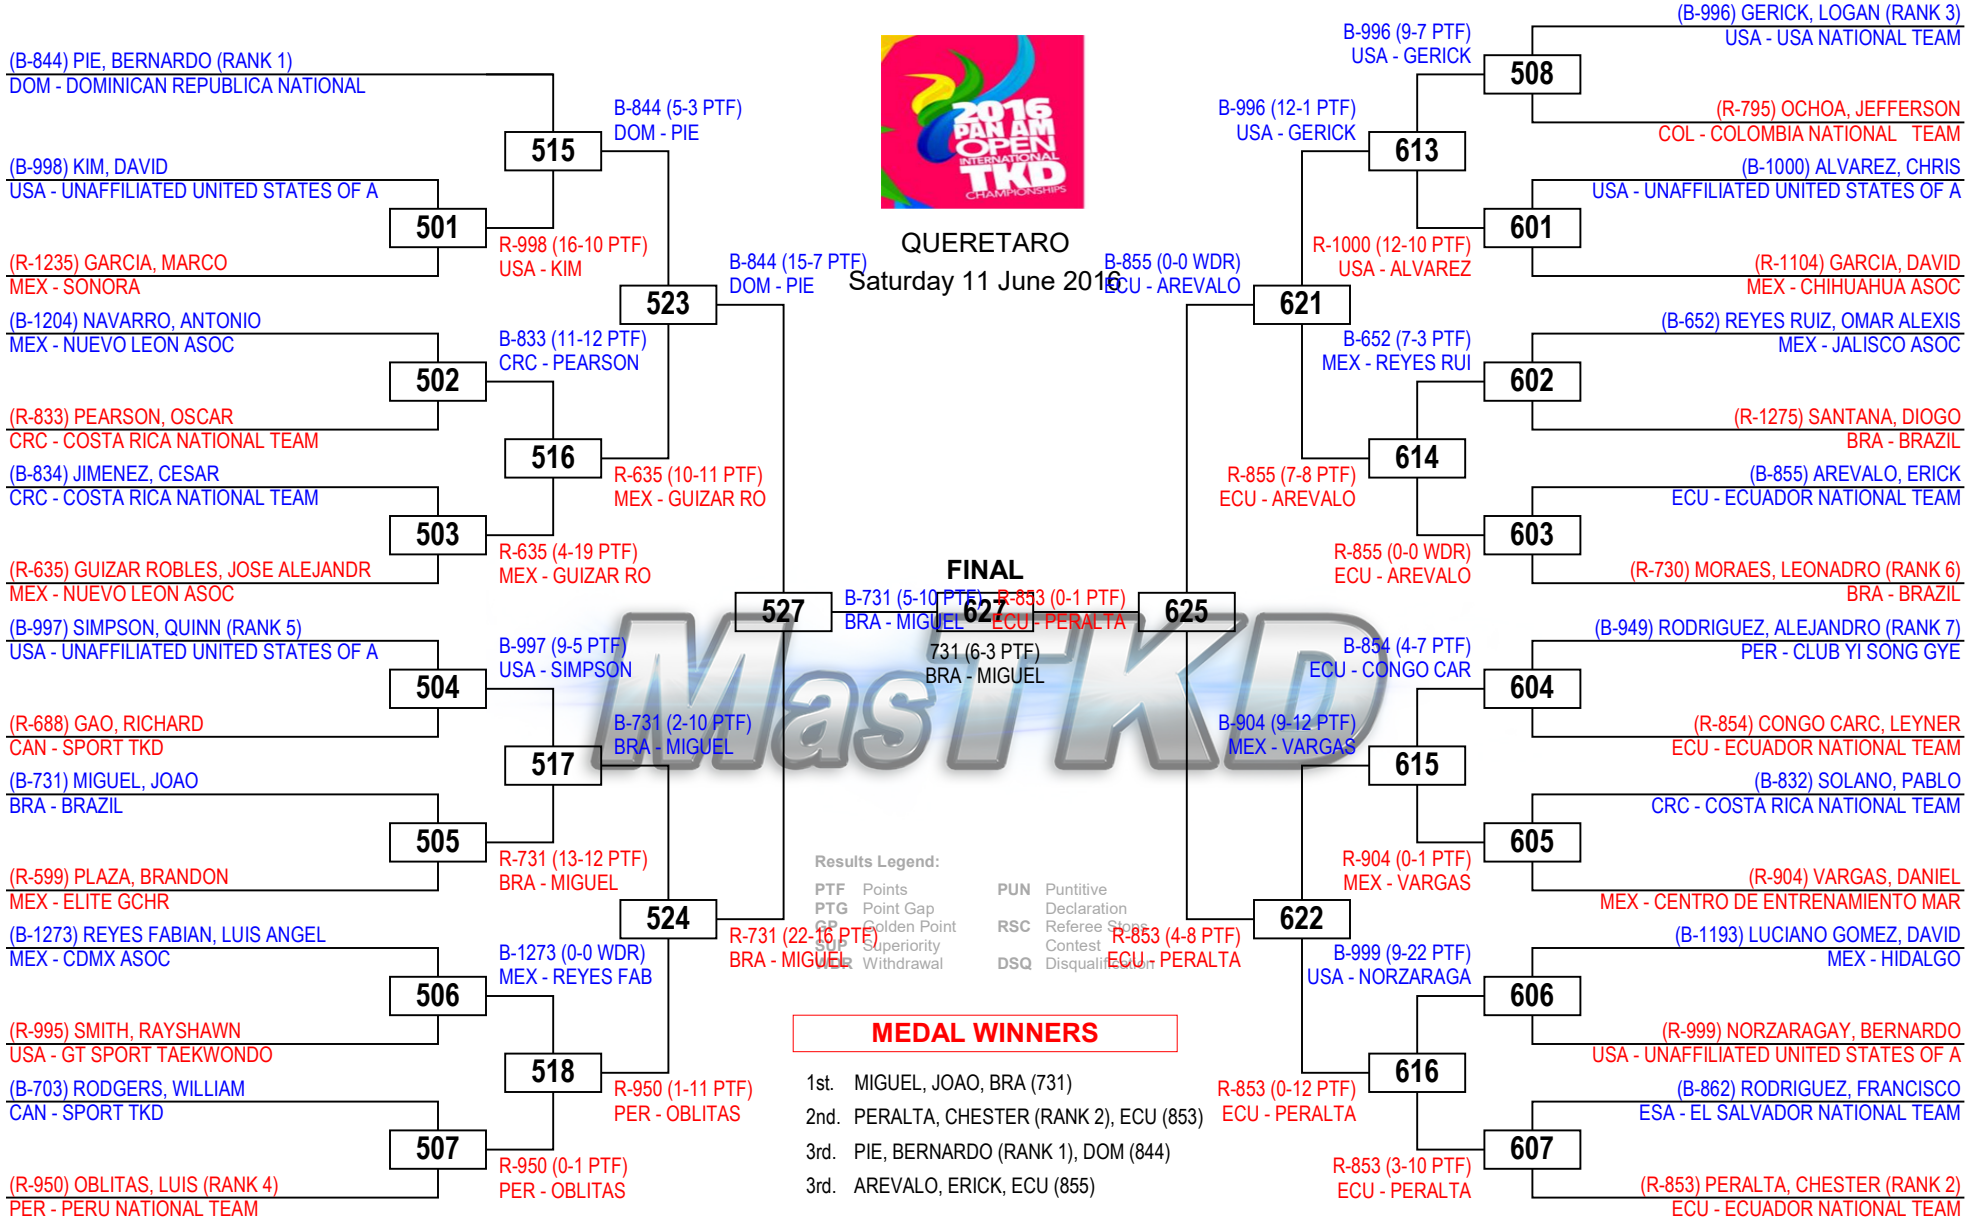 (B-844) PIE, BERNARDO (RANK 1)
DOM - DOMINICAN REPUBLICA NATIONAL
(B-998) KIM, DAVID
USA - UNAFFILIATED UNITED STATES OF A
(R-1235) GARCIA, MARCO
MEX - SONORA
(B-1204) NAVARRO, ANTONIO
MEX - NUEVO LEON ASOC
(R-833) PEARSON, OSCAR
CRC - COSTA RICA NATIONAL TEAM
(B-834) JIMENEZ, CESAR
CRC - COSTA RICA NATIONAL TEAM
(R-635) GUIZAR ROBLES, JOSE ALEJANDR
MEX - NUEVO LEON ASOC
(B-997) SIMPSON, QUINN (RANK 5)
USA - UNAFFILIATED UNITED STATES OF A
(R-688) GAO, RICHARD
CAN - SPORT TKD
(B-731) MIGUEL, JOAO
BRA - BRAZIL
(R-599) PLAZA, BRANDON
MEX - ELITE GCHR
(B-1273) REYES FABIAN, LUIS ANGEL
MEX - CDMX ASOC
(R-995) SMITH, RAYSHAWN
USA - GT SPORT TAEKWONDO
(B-703) RODGERS, WILLIAM
CAN - SPORT TKD
(R-950) OBLITAS, LUIS (RANK 4)
PER - PERU NATIONAL TEAM
501
502
503
504
505
506
507
R-998 (16-10 PTF)
USA - KIM
B-833 (11-12 PTF)
CRC - PEARSON
R-635 (4-19 PTF)
MEX - GUIZAR RO
B-997 (9-5 PTF)
USA - SIMPSON
R-731 (13-12 PTF)
BRA - MIGUEL
B-1273 (0-0 WDR)
MEX - REYES FAB
R-950 (0-1 PTF)
PER - OBLITAS
515
516
517
518
B-844 (5-3 PTF)
DOM - PIE
R-635 (10-11 PTF)
MEX - GUIZAR RO
B-731 (2-10 PTF)
BRA - MIGUEL
R-950 (1-11 PTF)
PER - OBLITAS
523
524
B-844 (15-7 PTF)
DOM - PIE
R-731 (22-16 PTF)
BRA - MIGUEL
527
B-731 (5-10 PTF)
BRA - MIGUEL
2016
PAN AM
OPEN
INTERNATIONAL
TKD
CHAMPIONSHIPS
QUERETARO
Saturday 11 June 2016
FINAL
627
731 (6-3 PTF)
BRA - MIGUEL
MasTKD
Results Legend:
PTF Points
PTG Point Gap
GP Golden Point
SUP Superiority
WDR Withdrawal
PUN Puntitive
Declaration
RSC Referee Stops
Contest
DSQ Disqualification
MEDAL WINNERS
1st. MIGUEL, JOAO, BRA (731)
2nd. PERALTA, CHESTER (RANK 2), ECU (853)
3rd. PIE, BERNARDO (RANK 1), DOM (844)
3rd. AREVALO, ERICK, ECU (855)
R-853 (0-1 PTF)
ECU - PERALTA
625
B-855 (0-0 WDR)
ECU - AREVALO
R-853 (4-8 PTF)
ECU - PERALTA
621
622
B-996 (12-1 PTF)
USA - GERICK
R-855 (7-8 PTF)
ECU - AREVALO
B-904 (9-12 PTF)
MEX - VARGAS
R-853 (0-12 PTF)
ECU - PERALTA
613
614
615
616
B-996 (9-7 PTF)
USA - GERICK
R-1000 (12-10 PTF)
USA - ALVAREZ
B-652 (7-3 PTF)
MEX - REYES RUI
R-855 (0-0 WDR)
ECU - AREVALO
B-854 (4-7 PTF)
ECU - CONGO CAR
R-904 (0-1 PTF)
MEX - VARGAS
B-999 (9-22 PTF)
USA - NORZARAGA
R-853 (3-10 PTF)
ECU - PERALTA
508
601
602
603
604
605
606
607
(B-996) GERICK, LOGAN (RANK 3)
USA - USA NATIONAL TEAM
(R-795) OCHOA, JEFFERSON
COL - COLOMBIA NATIONAL TEAM
(B-1000) ALVAREZ, CHRIS
USA - UNAFFILIATED UNITED STATES OF A
(R-1104) GARCIA, DAVID
MEX - CHIHUAHUA ASOC
(B-652) REYES RUIZ, OMAR ALEXIS
MEX - JALISCO ASOC
(R-1275) SANTANA, DIOGO
BRA - BRAZIL
(B-855) AREVALO, ERICK
ECU - ECUADOR NATIONAL TEAM
(R-730) MORAES, LEONADRO (RANK 6)
BRA - BRAZIL
(B-949) RODRIGUEZ, ALEJANDRO (RANK 7)
PER - CLUB YI SONG GYE
(R-854) CONGO CARC, LEYNER
ECU - ECUADOR NATIONAL TEAM
(B-832) SOLANO, PABLO
CRC - COSTA RICA NATIONAL TEAM
(R-904) VARGAS, DANIEL
MEX - CENTRO DE ENTRENAMIENTO MAR
(B-1193) LUCIANO GOMEZ, DAVID
MEX - HIDALGO
(R-999) NORZARAGAY, BERNARDO
USA - UNAFFILIATED UNITED STATES OF A
(B-862) RODRIGUEZ, FRANCISCO
ESA - EL SALVADOR NATIONAL TEAM
(R-853) PERALTA, CHESTER (RANK 2)
ECU - ECUADOR NATIONAL TEAM